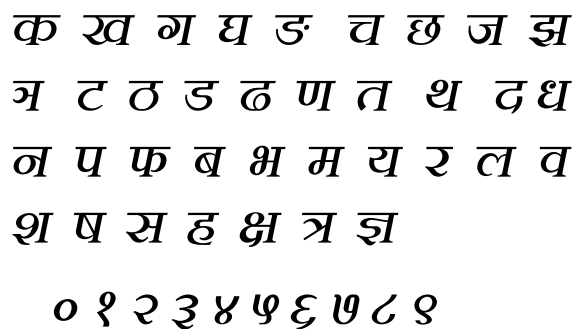 क ख ग घ ङ च छ ज झ
ञ ट ठ ड ढ ण त थ द ध
न प फ ब भ म य र ल व
श ष स ह क्ष त्र ज्ञ
० १ २ ३ ४ ५ ६ ७ ८ ९